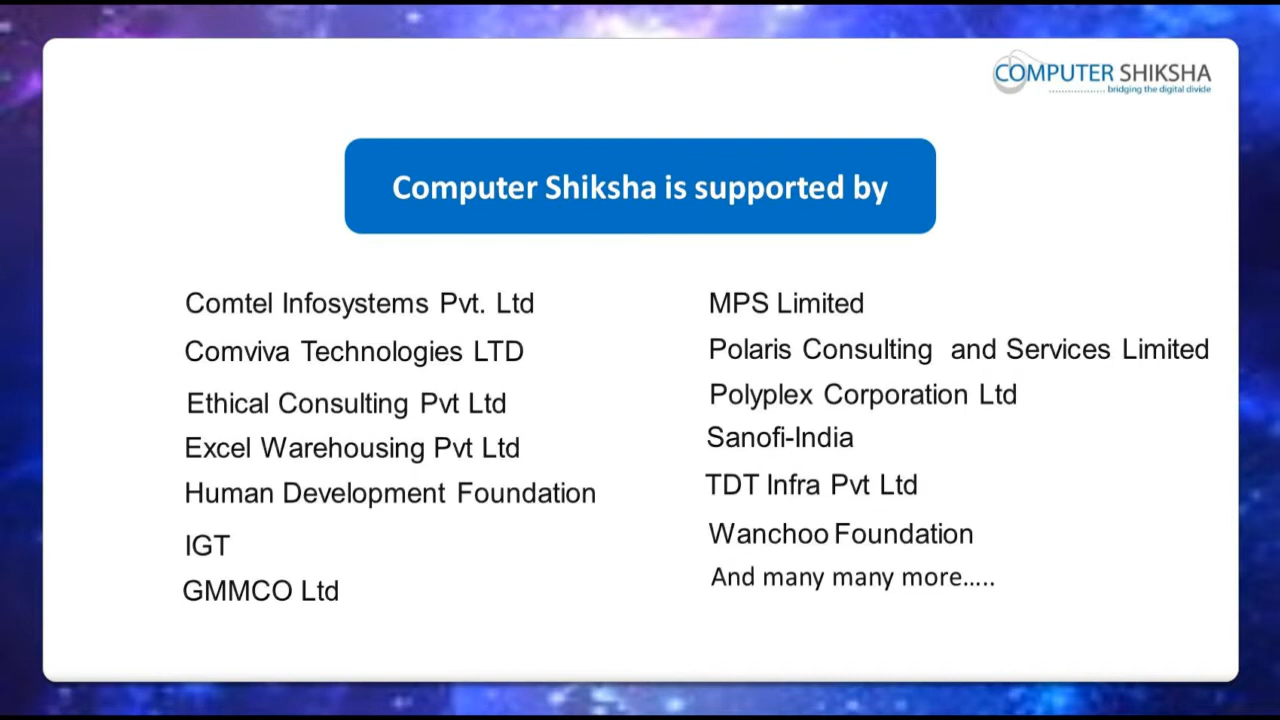 COMPUTER SHIKSHA
bridging the digital divide
Computer Shiksha is supported by
Comtel Infosystems Pvt. Ltd
Comviva Technologies LTD
Ethical Consulting Pvt Ltd
Excel Warehousing Pvt Ltd
Human Development Foundation
IGT
GMMCO Ltd
MPS Limited
Polaris Consulting and Services Limited
Polyplex Corporation Ltd
Sanofi-India
TDT Infra Pvt Ltd
Wanchoo Foundation
And many many more.....